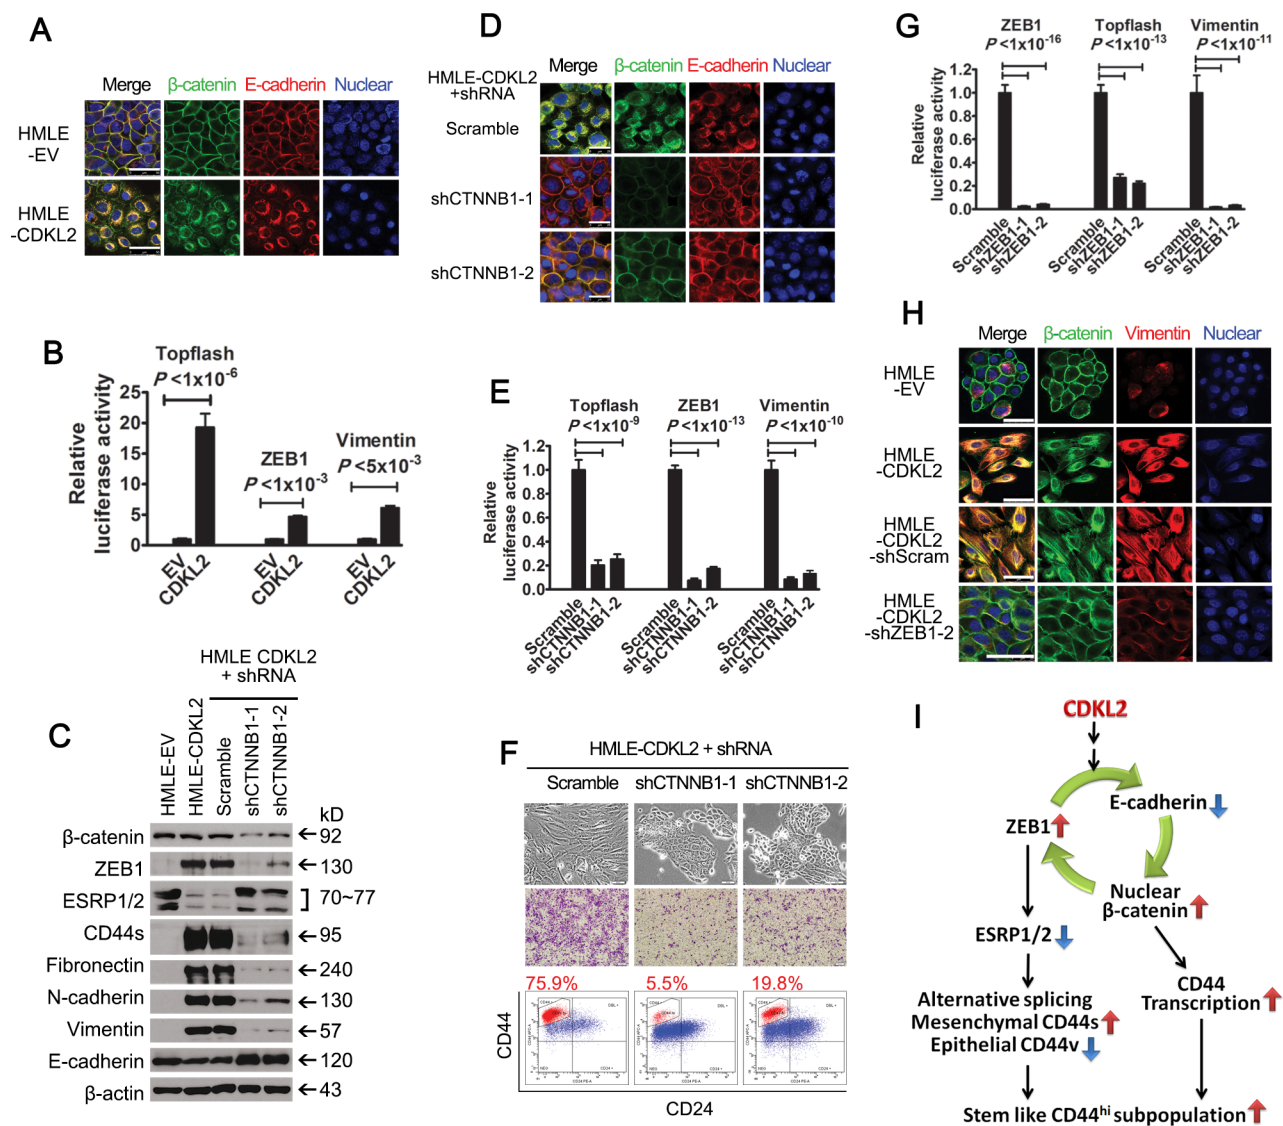 A
Merge β-catenin E-cadherin Nuclear
HMLE
-EV
HMLE
-CDKL2
B
Relative
luciferase activity
25
20
15
10
5
0
Topflash
P <1x10-6
ZEB1
P <1x10-3
Vimentin
P <5x10-3
EV
CDKL2
EV
CDKL2
EV
CDKL2
C
HMLE CDKL2
+ shRNA
HMLE-EV
HMLE-CDKL2
Scramble
shCTNNB1-1
shCTNNB1-2
kD
β-catenin ←92
ZEB1 ←130
ESRP1/2 70~77
CD44s ←95
Fibronectin ←240
N-cadherin ←130
Vimentin ←57
E-cadherin ←120
β-actin ←43
D
HMLE-CDKL2
+shRNA
Merge β-catenin E-cadherin Nuclear
Scramble
shCTNNB1-1
shCTNNB1-2
E
Relative
luciferase activity
1.2
1.0
0.8
0.6
0.4
0.2
0.0
Topflash
P <1x10-9
ZEB1
P <1x10-13
Vimentin
P <1x10-10
Scramble
shCTNNB1-1
shCTNNB1-2
Scramble
shCTNNB1-1
shCTNNB1-2
Scramble
shCTNNB1-1
shCTNNB1-2
F
HMLE-CDKL2 + shRNA
Scramble shCTNNB1-1 shCTNNB1-2
75.9% 5.5% 19.8%
CD44
CD24
G
Relative
luciferase activity
1.2
1.0
0.8
0.6
0.4
0.2
0.0
ZEB1
P <1x10-16
Topflash
P <1x10-13
Vimentin
P <1x10-11
Scramble
shZEB1-1
shZEB1-2
Scramble
shZEB1-1
shZEB1-2
Scramble
shZEB1-1
shZEB1-2
H
Merge β-catenin Vimentin Nuclear
HMLE
-EV
HMLE
-CDKL2
HMLE
-CDKL2
-shScram
HMLE
-CDKL2
-shZEB1-2
I
CDKL2
E-cadherin
ZEB1
Nuclear
β-catenin
ESRP1/2
CD44
Transcription
Alternative splicing
Mesenchymal CD44s
Epithelial CD44v
Stem like CD44hi subpopulation